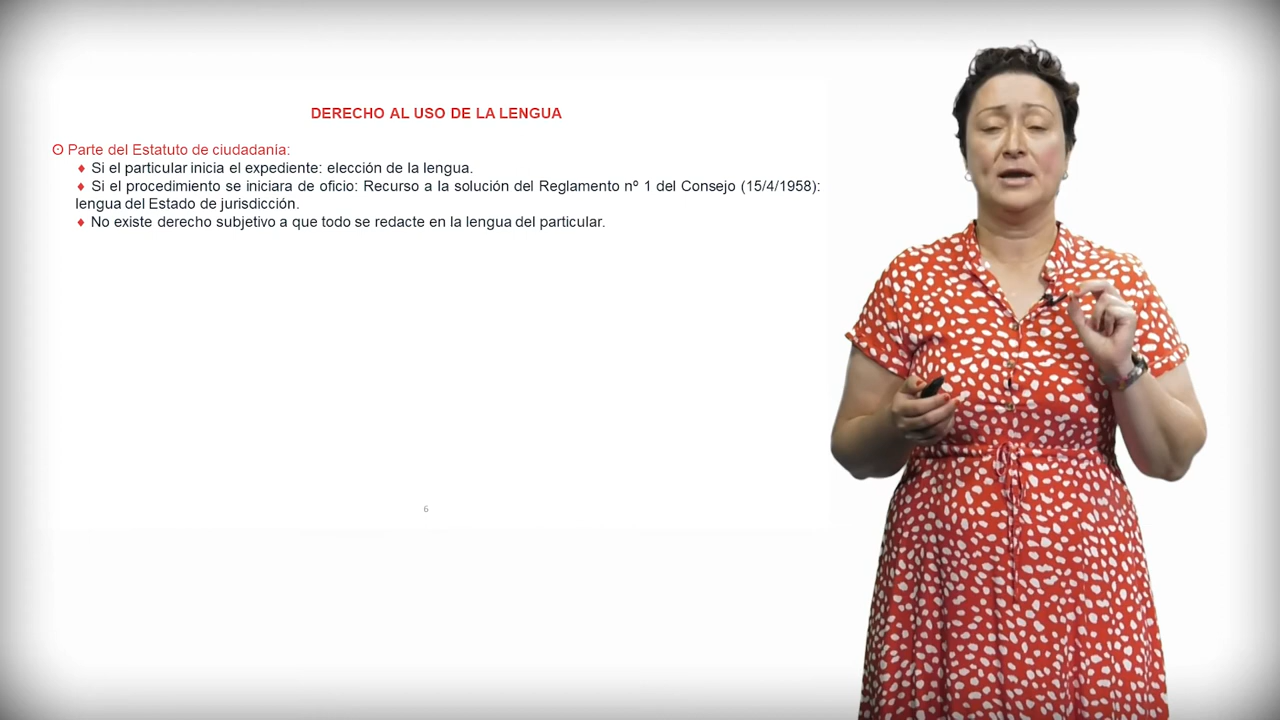 DERECHO AL USO DE LA LENGUA
⊙ Parte del Estatuto de ciudadanía:
♦ Si el particular inicia el expediente: elección de la lengua.
♦ Si el procedimiento se iniciara de oficio: Recurso a la solución del Reglamento nº 1 del Consejo (15/4/1958):
lengua del Estado de jurisdicción.
♦ No existe derecho subjetivo a que todo se redacte en la lengua del particular.
6